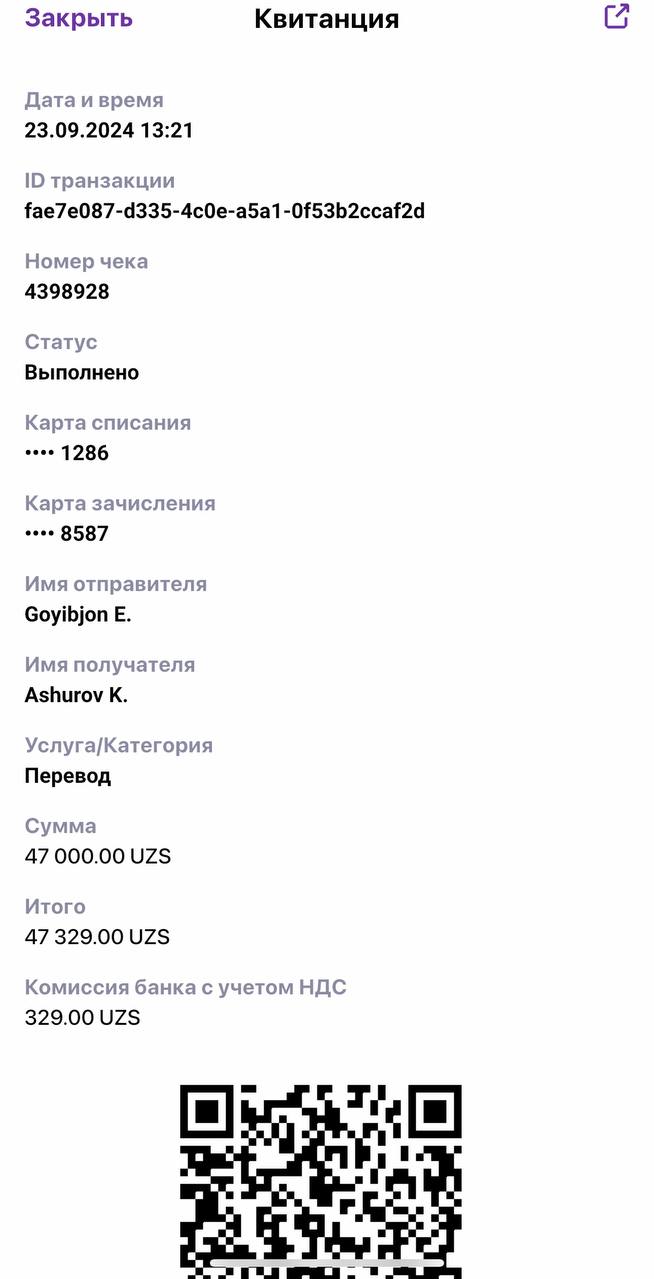 Закрыть
Квитанция
Дата и время
23.09.2024 13:21
ID транзакции
fae7e087-d335-4c0e-a5a1-0f53b2ccaf2d
Номер чека
4398928
Статус
Выполнено
Карта списания
•••• 1286
Карта зачисления
•••• 8587
Имя отправителя
Goyibjon E.
Имя получателя
Ashurov K.
Услуга/Категория
Перевод
Сумма
47 000.00 UZS
Итого
47 329.00 UZS
Комиссия банка с учетом НДС
329.00 UZS